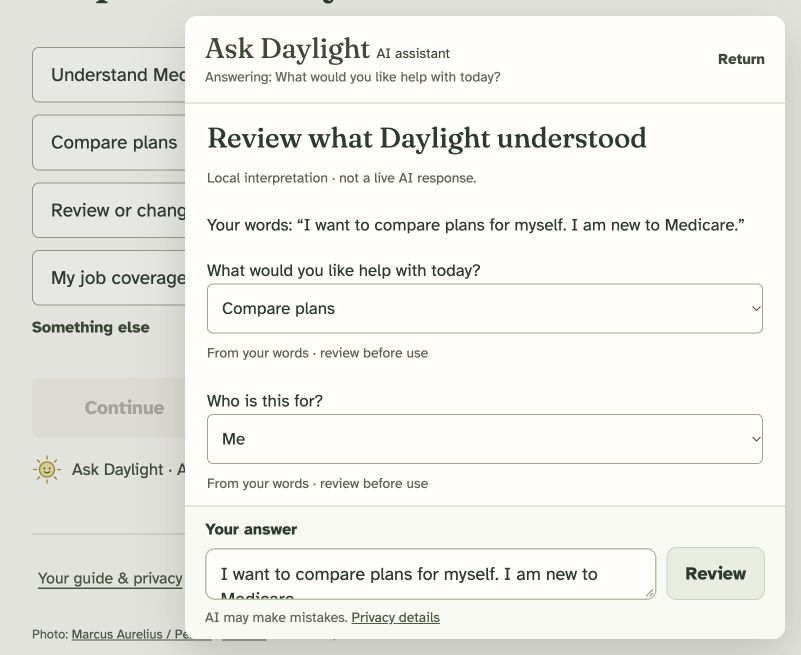 Understand Med
Compare plans
Review or chang
My job coverage
Something else
Continue
Ask Daylight · A
Your guide & privacy
Photo: Marcus Aurelius / Pe
Ask Daylight AI assistant
Answering: What would you like help with today?
Return
Review what Daylight understood
Local interpretation · not a live AI response.
Your words: “I want to compare plans for myself. I am new to Medicare.”
What would you like help with today?
Compare plans
From your words · review before use
Who is this for?
Me
From your words · review before use
Your answer
I want to compare plans for myself. I am new to
Medicare.
Review
AI may make mistakes. Privacy details